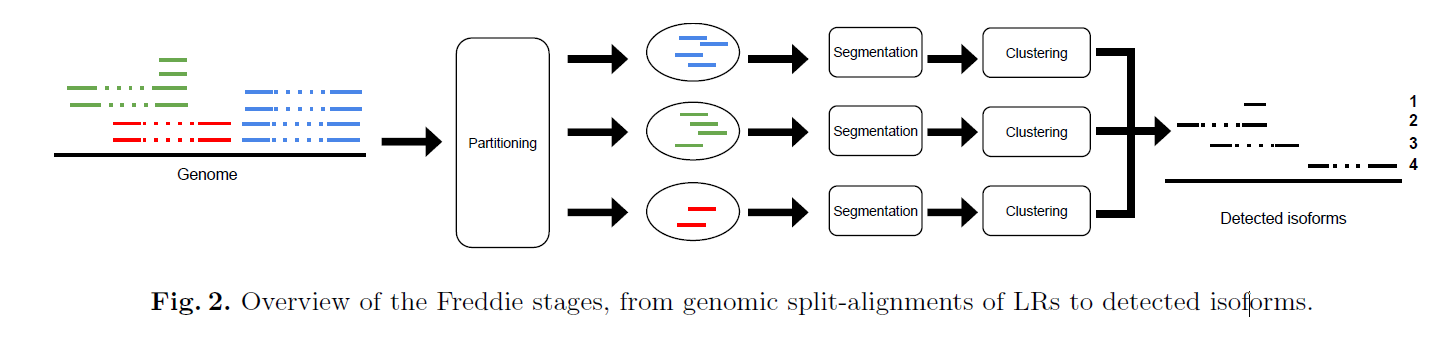 Genome
Partitioning
Segmentation
Clustering
Segmentation
Clustering
Segmentation
Clustering
1
2
3
4
Detected isoforms
Fig. 2. Overview of the Freddie stages, from genomic split-alignments of LRs to detected isoforms.